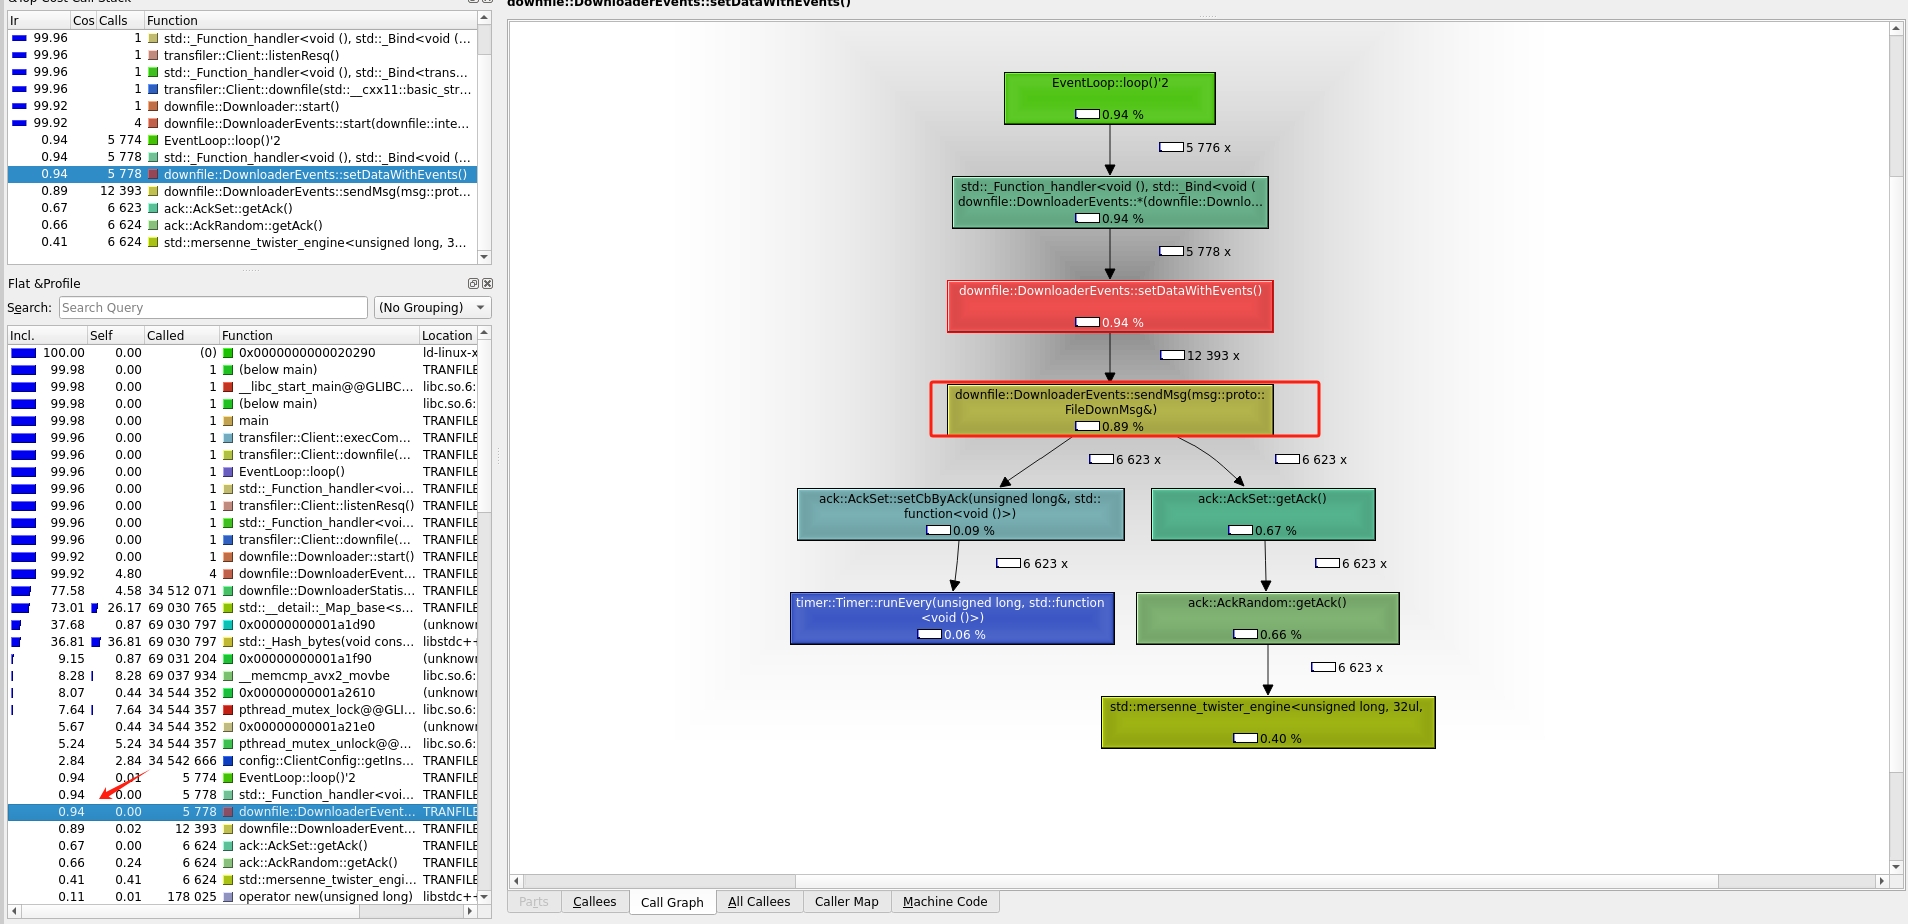 &Top Cost Call Stack
Ir Cos Calls Function
99.96 1 std::_Function_handler<void (), std::_Bind<void (...
99.96 1 transfiler::Client::listenResq()
99.96 1 std::_Function_handler<void (), std::_Bind<trans...
99.96 1 transfiler::Client::downfile(std::__cxx11::basic_str...
99.92 1 downfile::Downloader::start()
99.92 4 downfile::DownloaderEvents::start(downfile::inte...
0.94 5 774 EventLoop::loop()'2
0.94 5 778 std::_Function_handler<void (), std::_Bind<void (...
0.94 5 778 downfile::DownloaderEvents::setDataWithEvents()
0.89 12 393 downfile::DownloaderEvents::sendMsg(msg::prot...
0.67 6 623 ack::AckSet::getAck()
0.66 6 624 ack::AckRandom::getAck()
0.41 6 624 std::mersenne_twister_engine<unsigned long, 3...
Flat &Profile
Search: Search Query (No Grouping)
Incl. Self Called Function Location
100.00 0.00 (0) 0x0000000000020290 ld-linux-x
99.98 0.00 1 (below main) TRANFILE
99.98 0.00 1 __libc_start_main@@GLIBC... libc.so.6:
99.98 0.00 1 (below main) libc.so.6:
99.98 0.00 1 main TRANFILE
99.96 0.00 1 transfiler::Client::execCom... TRANFILE
99.96 0.00 1 transfiler::Client::downfile(... TRANFILE
99.96 0.00 1 EventLoop::loop() TRANFILE
99.96 0.00 1 std::_Function_handler<voi... TRANFILE
99.96 0.00 1 transfiler::Client::listenResq() TRANFILE
99.96 0.00 1 std::_Function_handler<voi... TRANFILE
99.96 0.00 1 transfiler::Client::downfile(... TRANFILE
99.92 0.00 1 downfile::Downloader::start() TRANFILE
99.92 4.80 4 downfile::DownloaderEvent... TRANFILE
77.58 4.58 34 512 071 downfile::DownloaderStatis... TRANFILE
73.01 26.17 69 030 765 std::__detail::_Map_base<s... TRANFILE
37.68 0.87 69 030 797 0x00000000001a1d90 (unknown
36.81 36.81 69 030 797 std::_Hash_bytes(void cons... libstdc++
9.15 0.87 69 031 204 0x00000000001a1f90 (unknown
8.28 8.28 69 037 934 __memcmp_avx2_movbe libc.so.6:
8.07 0.44 34 544 352 0x00000000001a2610 (unknown
7.64 7.64 34 544 357 pthread_mutex_lock@@GLI... libc.so.6:
5.67 0.44 34 544 352 0x00000000001a21e0 (unknown
5.24 5.24 34 544 357 pthread_mutex_unlock@@... libc.so.6:
2.84 2.84 34 542 666 config::ClientConfig::getIns... TRANFILE
0.94 0.01 5 774 EventLoop::loop()'2 TRANFILE
0.94 0.00 5 778 std::_Function_handler<voi... TRANFILE
0.94 0.00 5 778 downfile::DownloaderEvent... TRANFILE
0.89 0.02 12 393 downfile::DownloaderEvent... TRANFILE
0.67 0.00 6 624 ack::AckSet::getAck() TRANFILE
0.66 0.24 6 624 ack::AckRandom::getAck() TRANFILE
0.41 0.41 6 624 std::mersenne_twister_engi... TRANFILE
0.11 0.01 178 025 operator new(unsigned long) libstdc++
downfile::DownloaderEvents::setDataWithEvents()
EventLoop::loop()'2
0.94 %
5 776 x
std::_Function_handler<void (), std::_Bind<void (
downfile::DownloaderEvents::*(downfile::Downlo...
0.94 %
5 778 x
downfile::DownloaderEvents::setDataWithEvents()
0.94 %
12 393 x
downfile::DownloaderEvents::sendMsg(msg::proto::
FileDownMsg&)
0.89 %
6 623 x 6 623 x
ack::AckSet::setCbByAck(unsigned long&, std::
function<void ()>)
0.09 %
ack::AckSet::getAck()
0.67 %
6 623 x 6 623 x
timer::Timer::runEvery(unsigned long, std::function
<void ()>)
0.06 %
ack::AckRandom::getAck()
0.66 %
6 623 x
std::mersenne_twister_engine<unsigned long, 32ul,
0.40 %
Parts Callees Call Graph All Callees Caller Map Machine Code